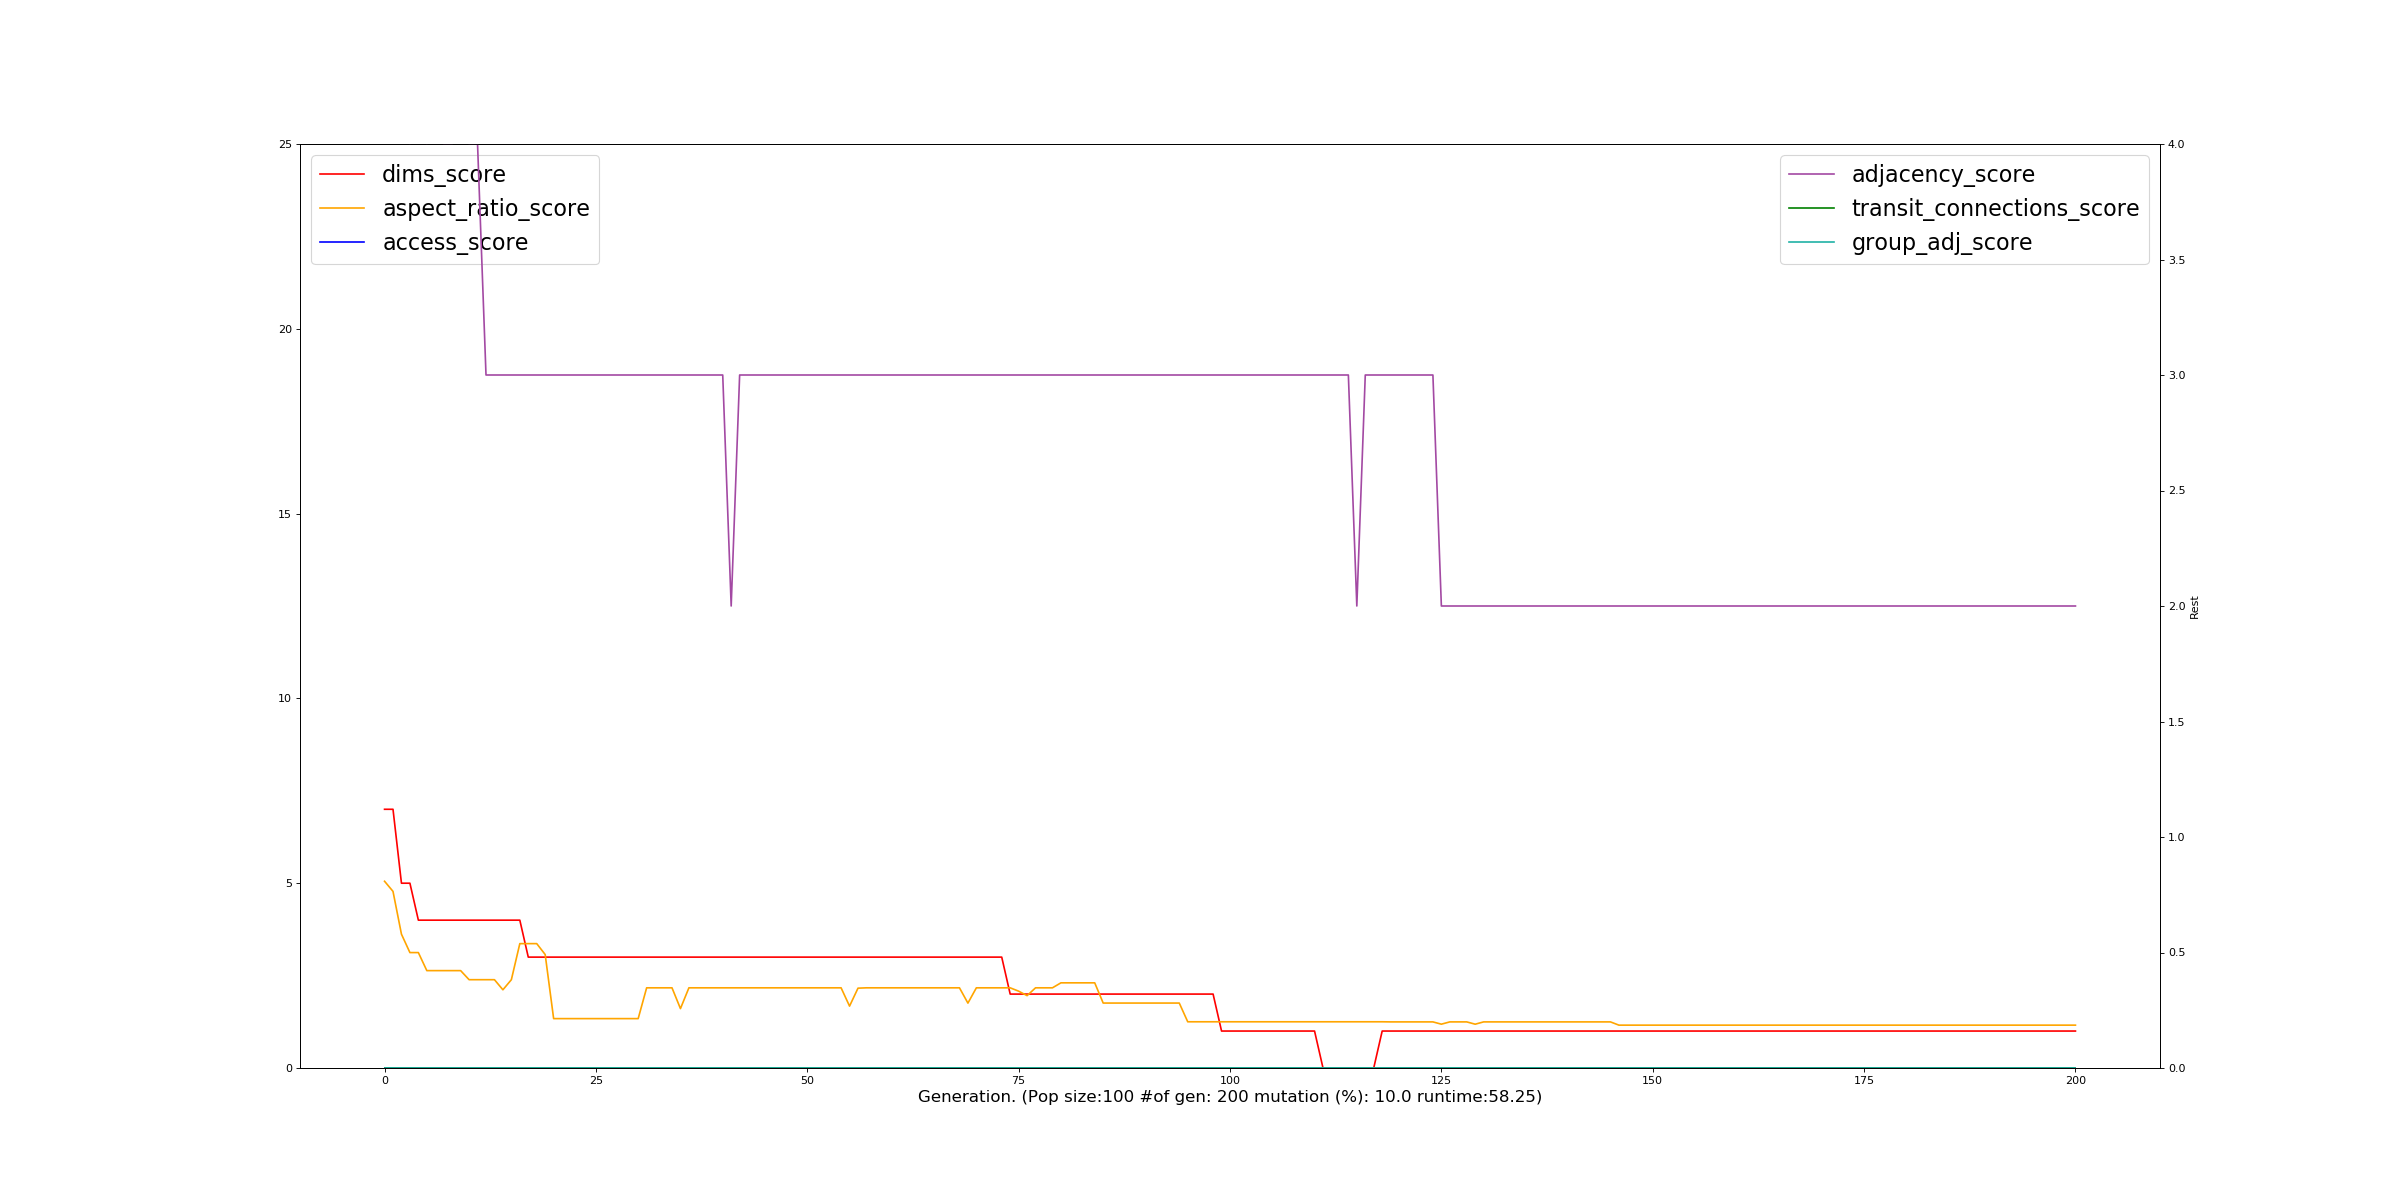 dims_score
aspect_ratio_score
access_score
adjacency_score
transit_connections_score
group_adj_score
25
20
15
10
5
0
4.0
3.5
3.0
2.5
2.0
1.5
1.0
0.5
0.0
Rest
0 25 50 75 100 125 150 175 200
Generation. (Pop size:100 #of gen: 200 mutation (%): 10.0 runtime:58.25)